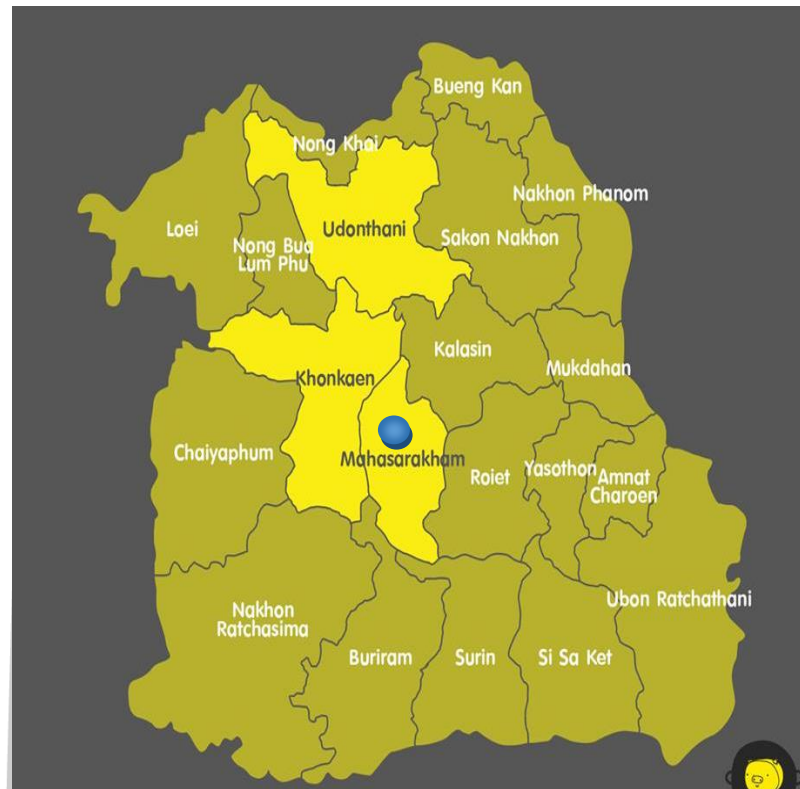 Bueng Kan
Nong Khai
Nakhon Phanom
Loei
Udonthani
Nong Bua
Lum Phu
Sakon Nakhon
Kalasin
Mukdahan
Khonkaen
Chaiyaphum
Mahasarakham
Roiet
Yasothon
Amnat
Charoen
Ubon Ratchathani
Nakhon
Ratchasima
Buriram
Surin
Si Sa Ket